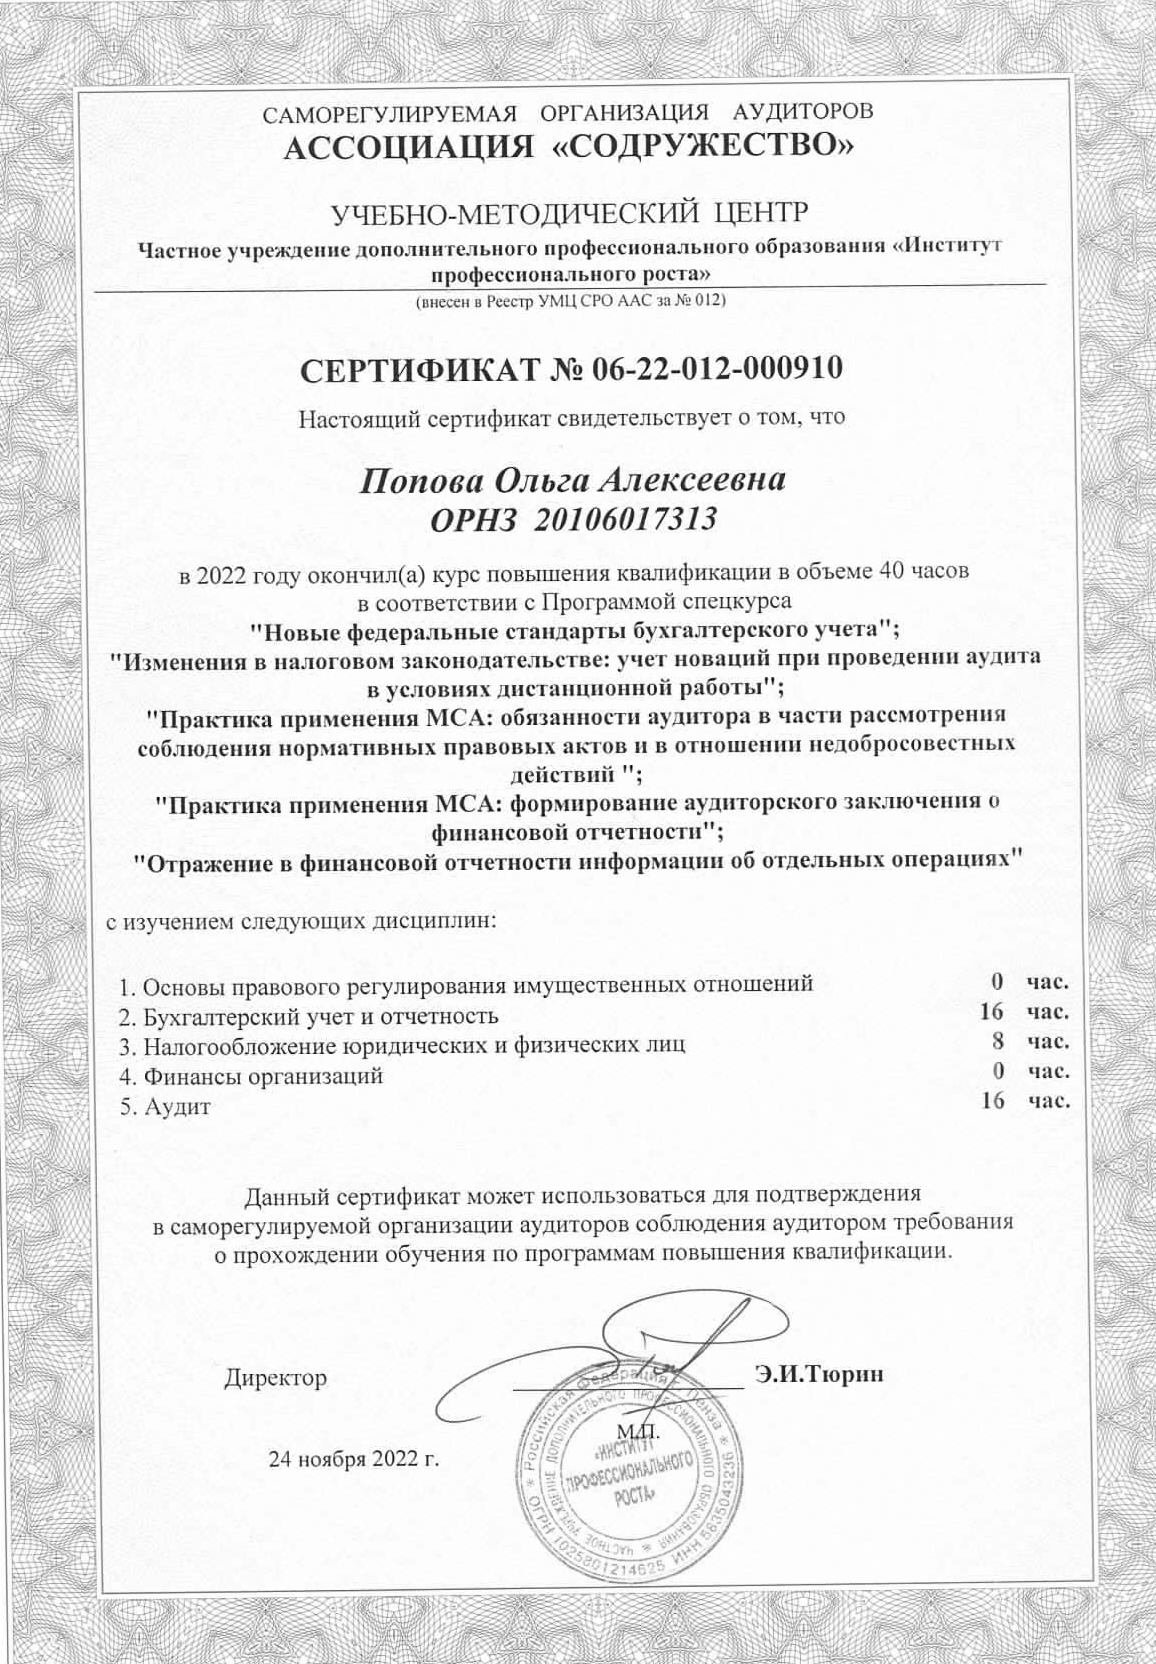 САМОРЕГУЛИРУЕМАЯ ОРГАНИЗАЦИЯ АУДИТОРОВ
АССОЦИАЦИЯ «СОДРУЖЕСТВО»
УЧЕБНО-МЕТОДИЧЕСКИЙ ЦЕНТР
Частное учреждение дополнительного профессионального образования «Институт
профессионального роста»
(внесен в Реестр УМЦ СРО ААС за № 012)
СЕРТИФИКАТ № 06-22-012-000910
Настоящий сертификат свидетельствует о том, что
Попова Ольга Алексеевна
ОРНЗ 20106017313
в 2022 году окончил(а) курс повышения квалификации в объеме 40 часов
в соответствии с Программой спецкурса
"Новые федеральные стандарты бухгалтерского учета";
"Изменения в налоговом законодательстве: учет новаций при проведении аудита
в условиях дистанционной работы";
"Практика применения МСА: обязанности аудитора в части рассмотрения
соблюдения нормативных правовых актов и в отношении недобросовестных
действий ";
"Практика применения МСА: формирование аудиторского заключения о
финансовой отчетности";
"Отражение в финансовой отчетности информации об отдельных операциях"
с изучением следующих дисциплин:
1. Основы правового регулирования имущественных отношений 0 час.
2. Бухгалтерский учет и отчетность 16 час.
3. Налогообложение юридических и физических лиц 8 час.
4. Финансы организаций 0 час.
5. Аудит 16 час.
Данный сертификат может использоваться для подтверждения
в саморегулируемой организации аудиторов соблюдения аудитором требования
о прохождении обучения по программам повышения квалификации.
Директор Э.И.Тюрин
М.П.
24 ноября 2022 г.
* Российская Федерация г. Пенза * ИНН 5835043236 ОГРН 1025801214625
* ЧАСТНОЕ УЧРЕЖДЕНИЕ ДОПОЛНИТЕЛЬНОГО ПРОФЕССИОНАЛЬНОГО ОБРАЗОВАНИЯ
«ИНСТИТУТ
ПРОФЕССИОНАЛЬНОГО
РОСТА»